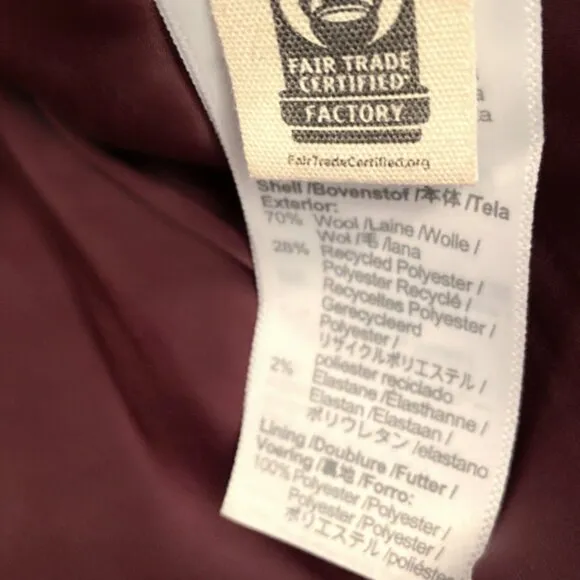 FAIR TRADE
CERTIFIED
FACTORY
FairTradeCertified.org
Shell /Bovenstof /本体 /Tela
Exterior:
70% Wool /Laine /Wolle /
Wol /毛 /lana
28% Recycled Polyester /
Polyester Recyclé /
Recycelles Polyester /
Gerecycleerd
Polyester /
リサイクルポリエステル /
poliester reciclado
2% Elastane /Elasthanne /
Elastan /Elastaan /
ポリウレタン /elastano
Lining /Doublure /Futter /
Voering /裏地 /Forro:
100% Polyester /Polyester /
Polyester /Polyester /
ポリエステル /poliéster